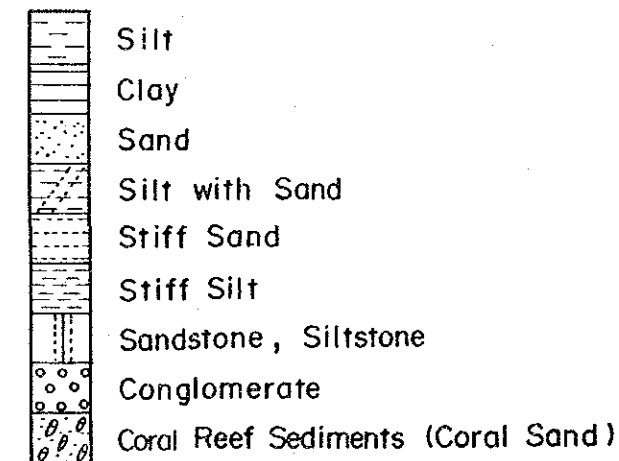 Silt
Clay
Sand
Silt with Sand
Stiff Sand
Stiff Silt
Sandstone, Siltstone
Conglomerate
Coral Reef Sediments (Coral Sand)